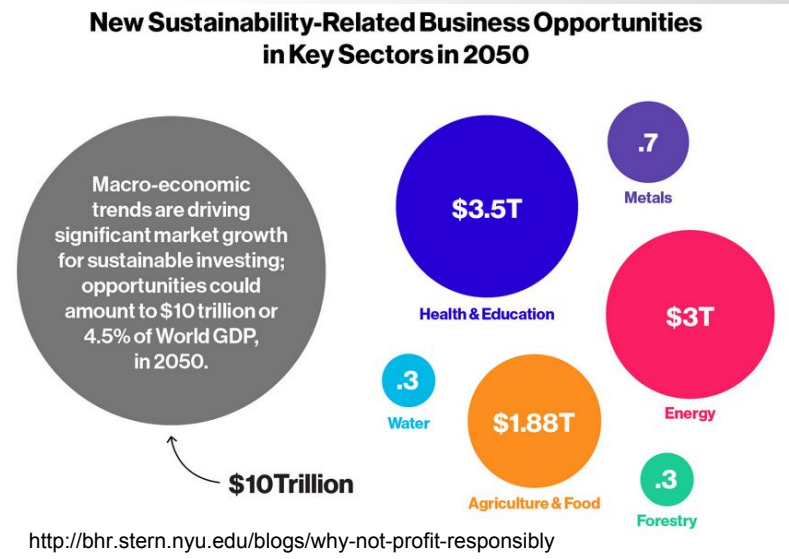 New Sustainability-Related Business Opportunities
in Key Sectors in 2050
Macro-economic
trends are driving
significant market growth
for sustainable investing;
opportunities could
amount to $10 trillion or
4.5% of World GDP,
in 2050.
$10Trillion
$3.5T
Health & Education
.7
Metals
$3T
Energy
.3
Water
$1.88T
Agriculture & Food
.3
Forestry
http://bhr.stern.nyu.edu/blogs/why-not-profit-responsibly